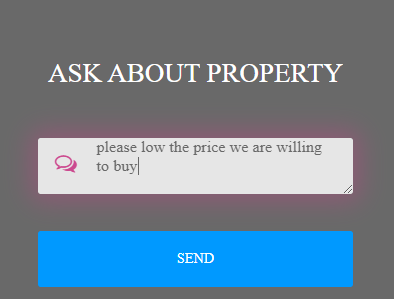 ASK ABOUT PROPERTY
please low the price we are willing
to buy
SEND